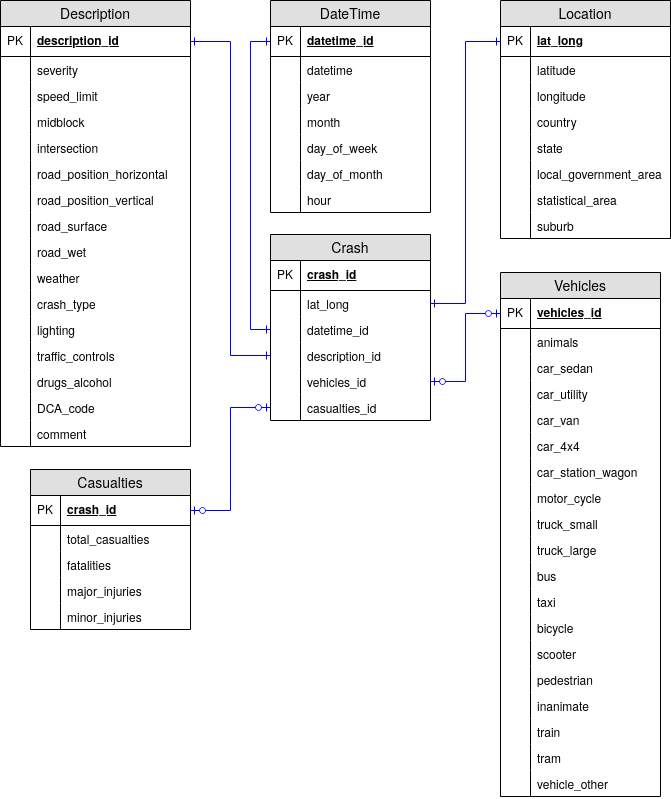 Description
PK description_id
severity
speed_limit
midblock
intersection
road_position_horizontal
road_position_vertical
road_surface
road_wet
weather
crash_type
lighting
traffic_controls
drugs_alcohol
DCA_code
comment
DateTime
PK datetime_id
datetime
year
month
day_of_week
day_of_month
hour
Location
PK lat_long
latitude
longitude
country
state
local_government_area
statistical_area
suburb
Crash
PK crash_id
lat_long
datetime_id
description_id
vehicles_id
casualties_id
Vehicles
PK vehicles_id
animals
car_sedan
car_utility
car_van
car_4x4
car_station_wagon
motor_cycle
truck_small
truck_large
bus
taxi
bicycle
scooter
pedestrian
inanimate
train
tram
vehicle_other
Casualties
PK crash_id
total_casualties
fatalities
major_injuries
minor_injuries